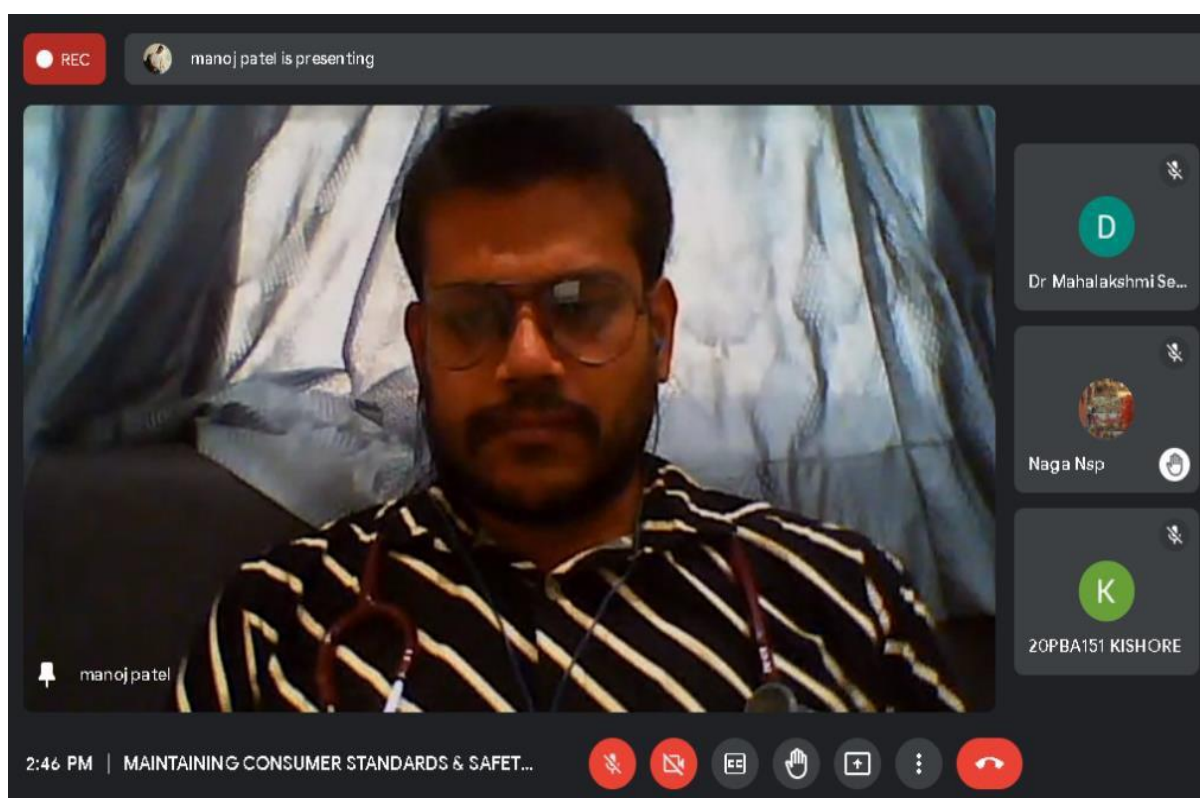 REC
manoj patel is presenting
D
Dr Mahalakshmi Se...
Naga Nsp
K
20PBA151 KISHORE
manoj patel
2:46 PM | MAINTAINING CONSUMER STANDARDS & SAFET...
CC